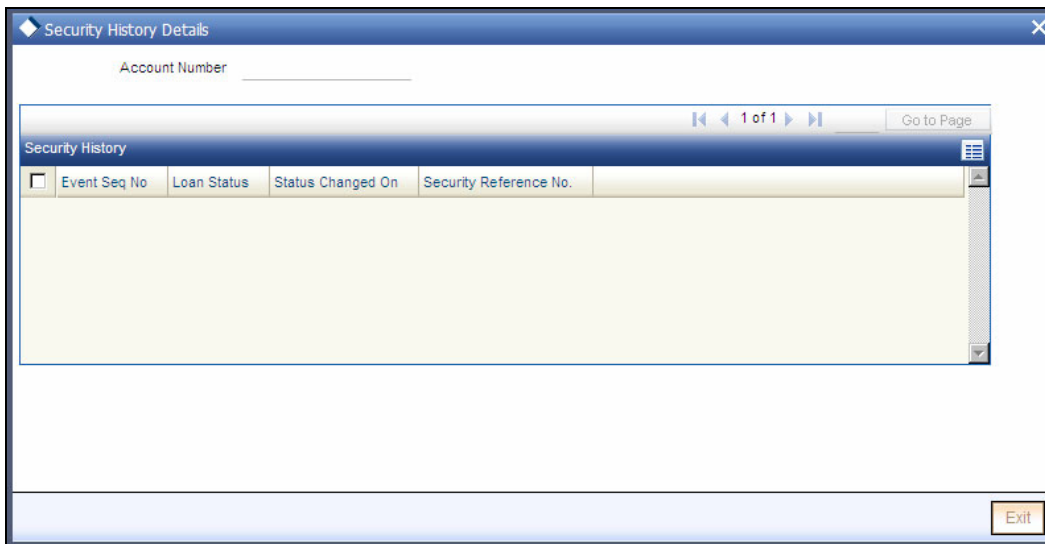 Security History Details
Account Number
1 of 1 Go to Page
Security History
Event Seq No Loan Status Status Changed On Security Reference No.
Exit